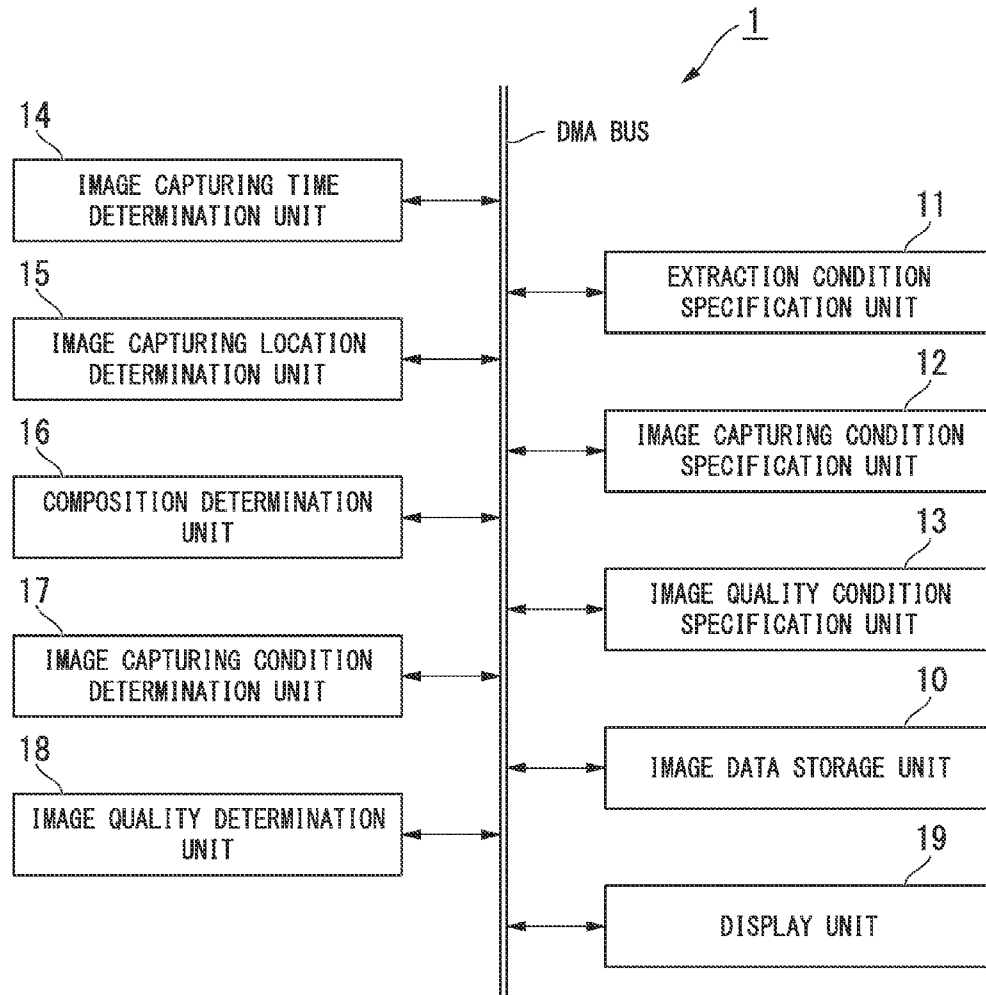 1
DMA BUS
14
IMAGE CAPTURING TIME
DETERMINATION UNIT
15
IMAGE CAPTURING LOCATION
DETERMINATION UNIT
16
COMPOSITION DETERMINATION
UNIT
17
IMAGE CAPTURING CONDITION
DETERMINATION UNIT
18
IMAGE QUALITY DETERMINATION
UNIT
11
EXTRACTION CONDITION
SPECIFICATION UNIT
12
IMAGE CAPTURING CONDITION
SPECIFICATION UNIT
13
IMAGE QUALITY CONDITION
SPECIFICATION UNIT
10
IMAGE DATA STORAGE UNIT
19
DISPLAY UNIT